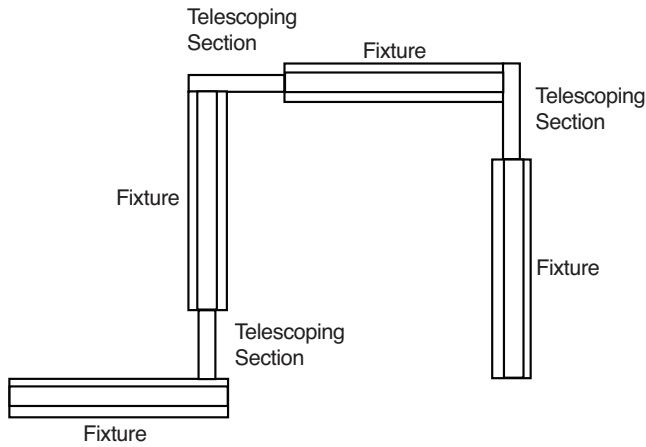 Telescoping
Section
Fixture
Telescoping
Section
Fixture
Fixture
Telescoping
Section
Fixture